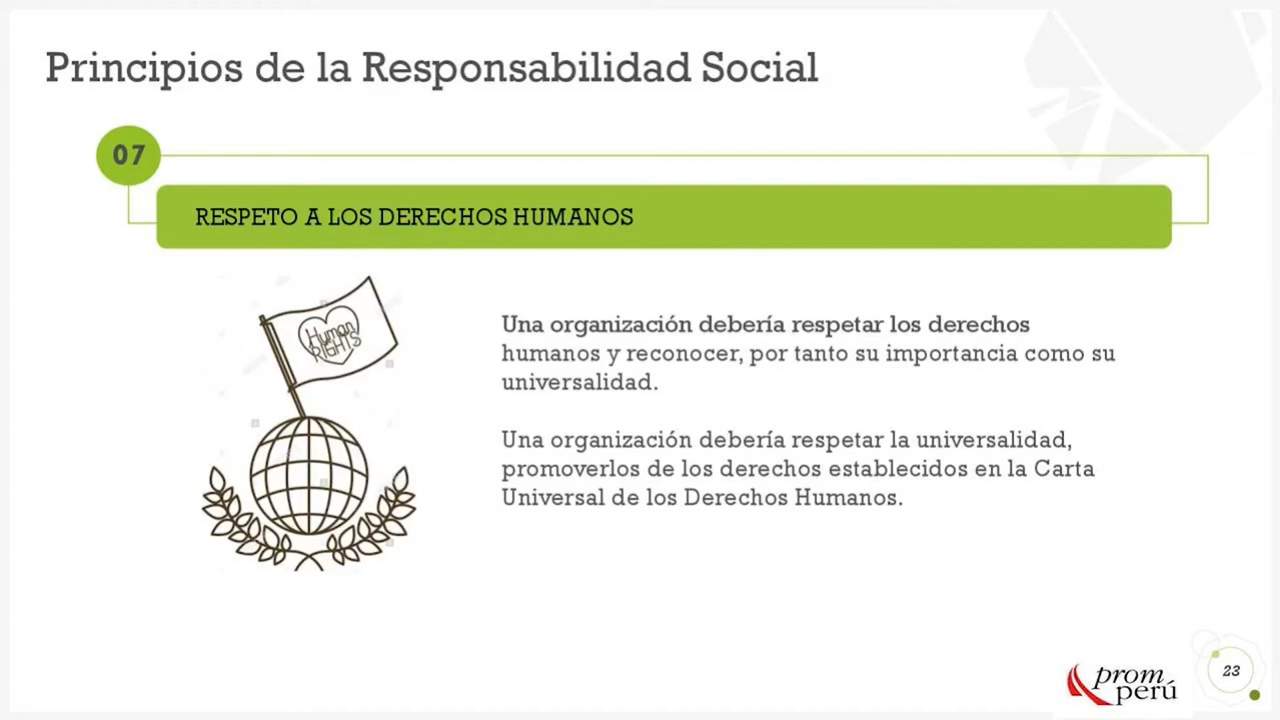 Principios de la Responsabilidad Social
07
RESPETO A LOS DERECHOS HUMANOS
Human
RIGHTS
Una organización debería respetar los derechos
humanos y reconocer, por tanto su importancia como su
universalidad.
Una organización debería respetar la universalidad,
promoverlos de los derechos establecidos en la Carta
Universal de los Derechos Humanos.
prom
perú
23